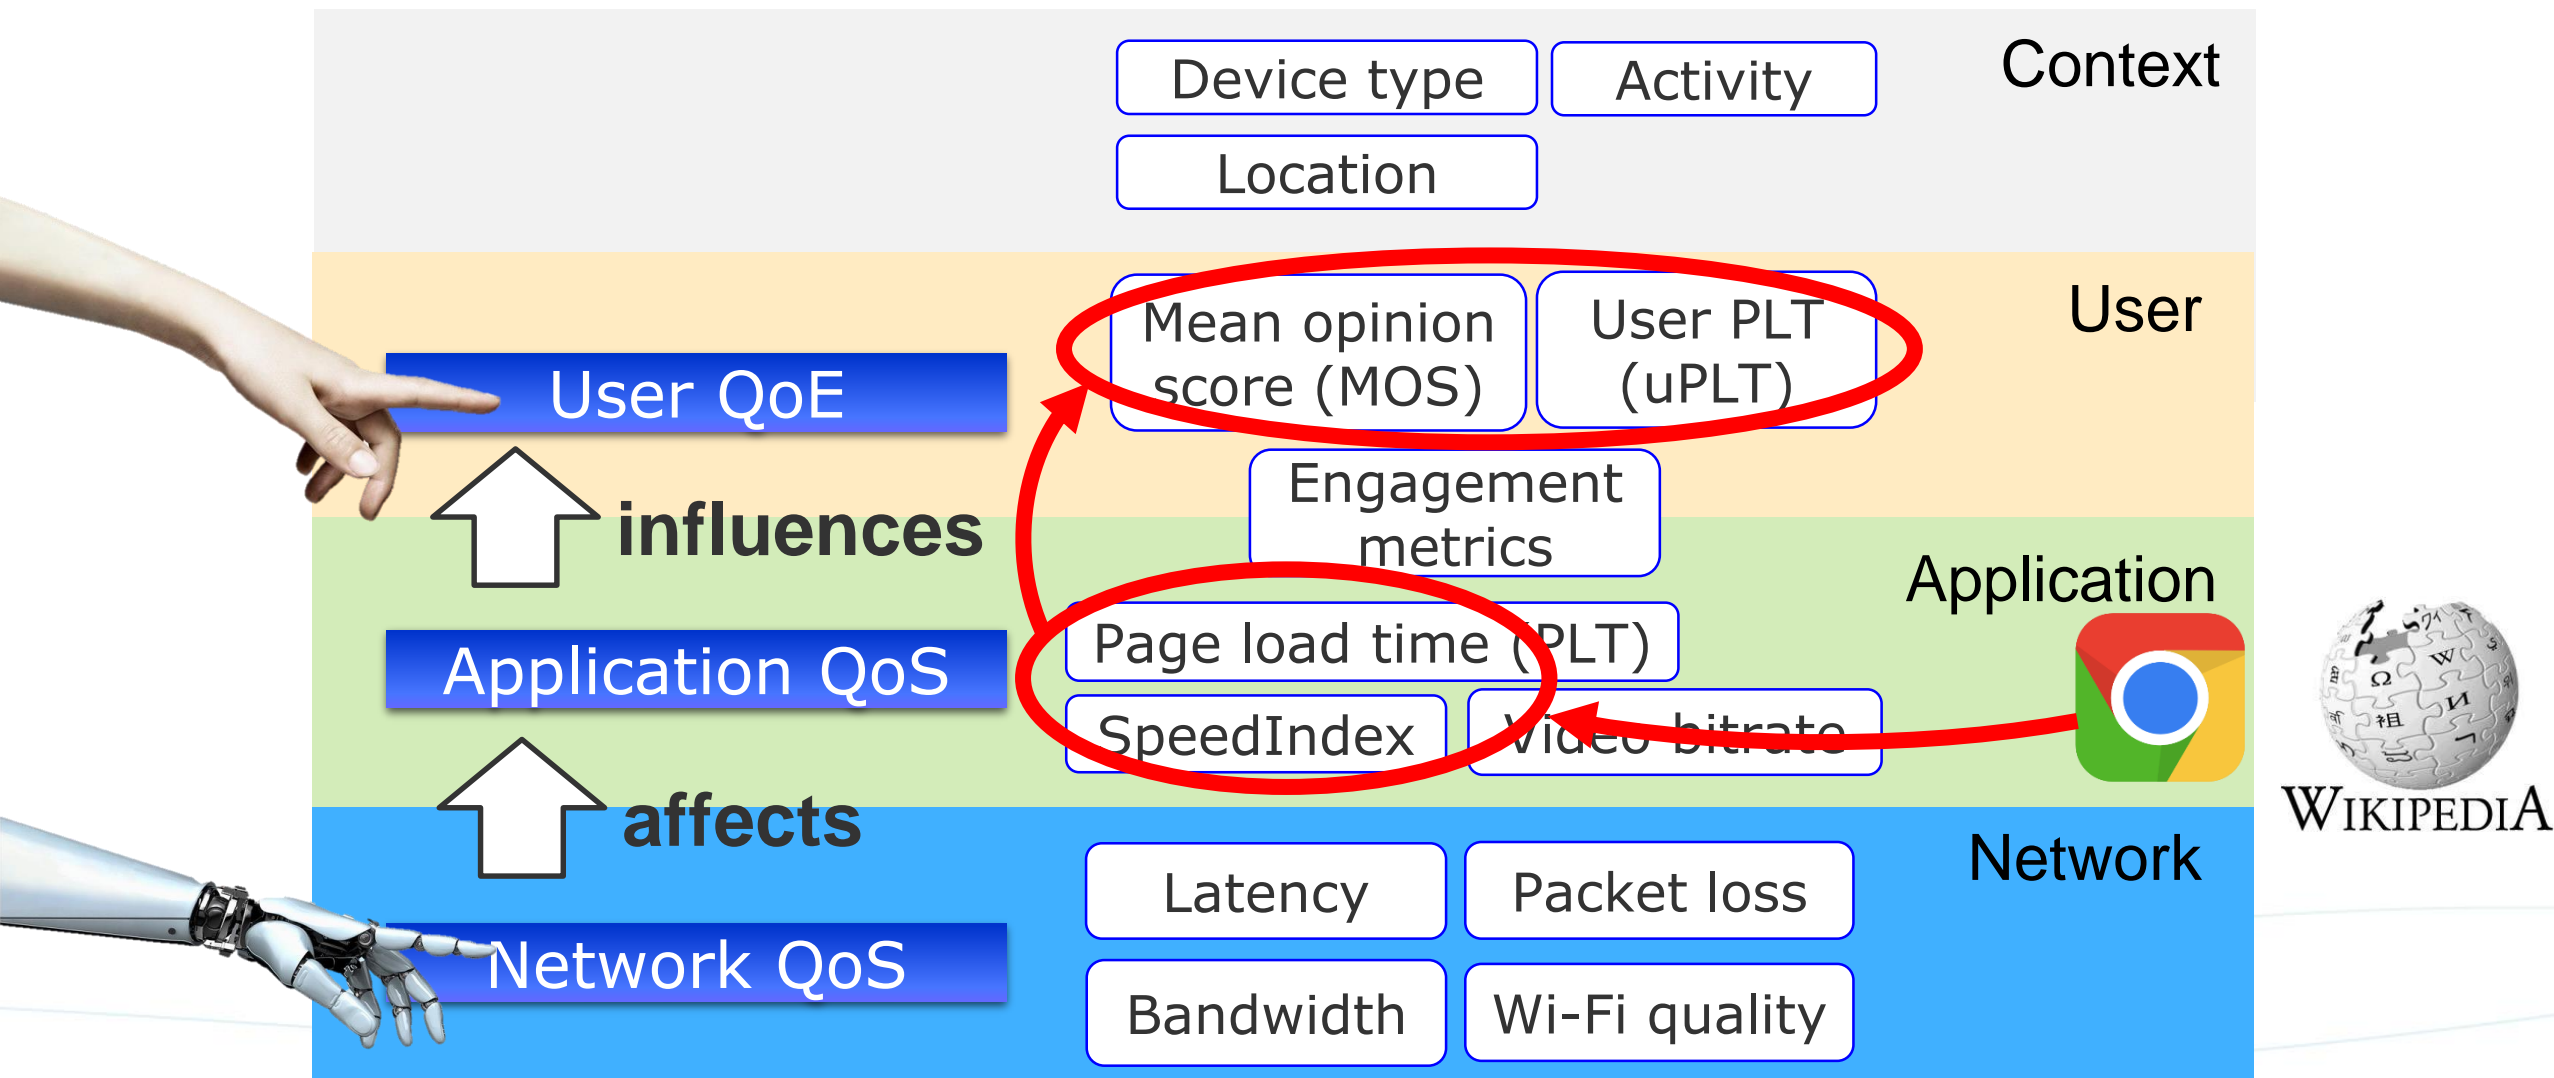 Context
Device type
Activity
Location
User
Mean opinion
score (MOS)
User PLT
(uPLT)
User QoE
Engagement
metrics
influences
Application
Page load time (PLT)
Application QoS
SpeedIndex
Video bitrate
WIKIPEDIA
affects
Network
Latency
Packet loss
Network QoS
Bandwidth
Wi-Fi quality